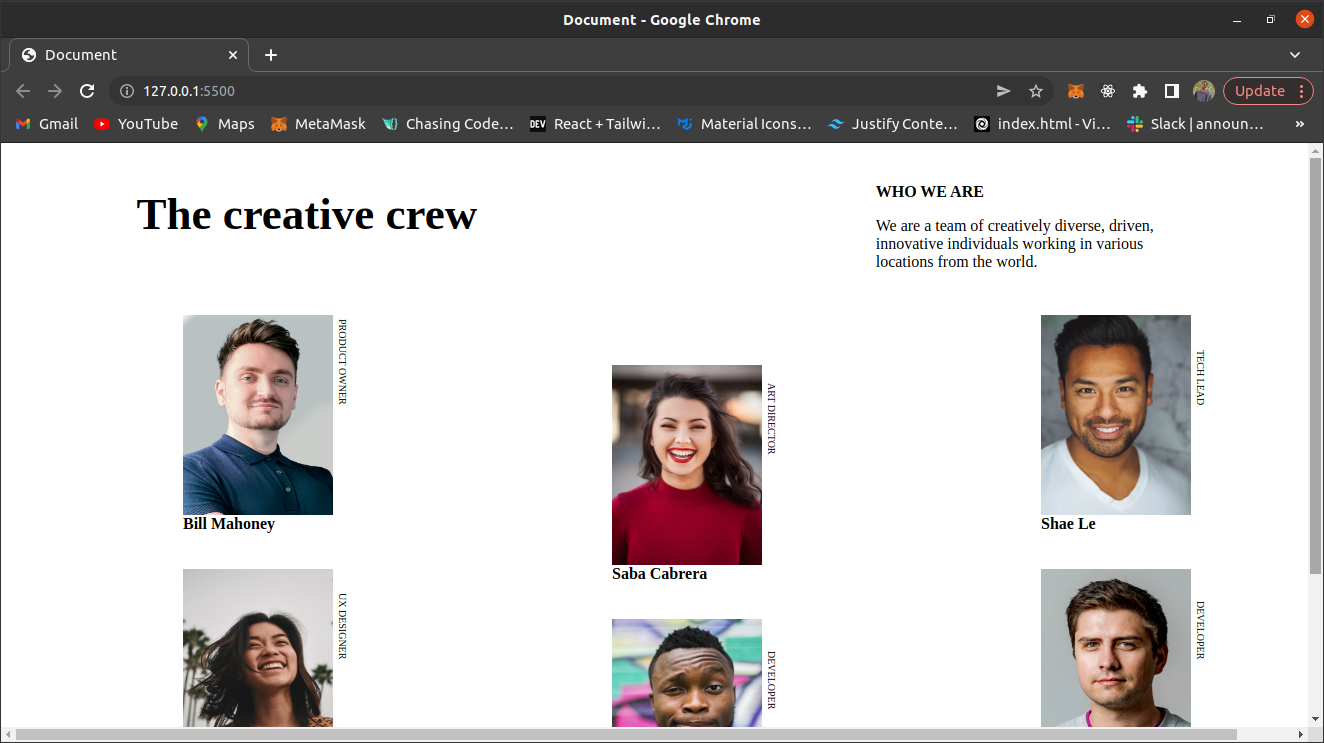 Document - Google Chrome
Document
127.0.0.1:5500
Update
Gmail
YouTube
Maps
MetaMask
Chasing Code…
DEV
React + Tailwi…
Material Icons…
Justify Conte…
index.html - Vi…
Slack | announ…
»
The creative crew
WHO WE ARE
We are a team of creatively diverse, driven,
innovative individuals working in various
locations from the world.
PRODUCT OWNER
Bill Mahoney
ART DIRECTOR
Saba Cabrera
TECH LEAD
Shae Le
UX DESIGNER
DEVELOPER
DEVELOPER